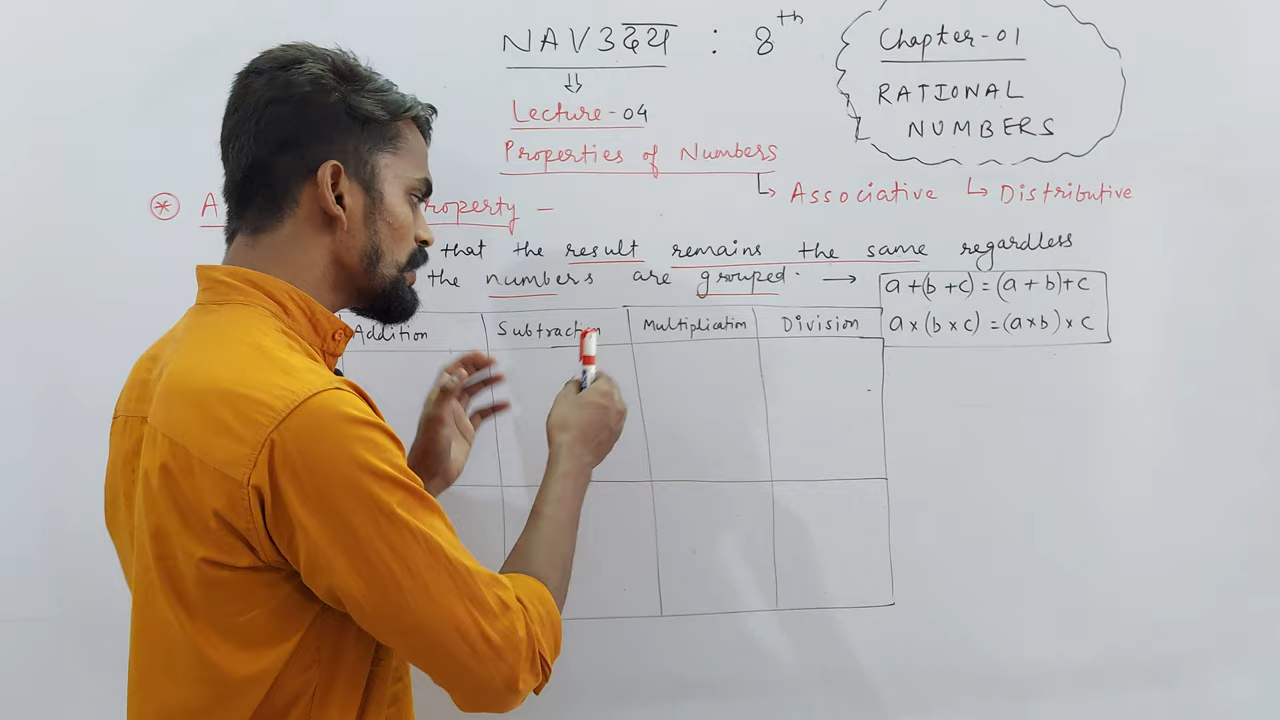 NAV3दय : 8th
Chapter-01
RATIONAL
NUMBERS
⇓
Lecture-04
Properties of Numbers
↳ Associative ↳ Distributive
* A roperty -
that the result remains the same regardless
the numbers are grouped. → a+(b+c)=(a+b)+c
a×(b×c)=(a×b)×c
Addition Subtraction Multiplication Division